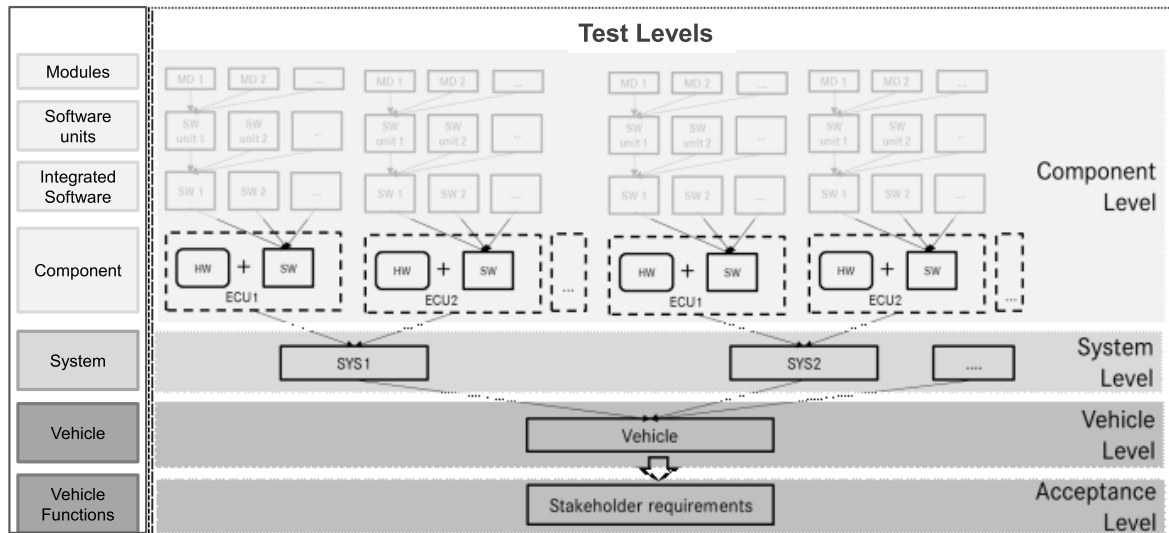 Test Levels
Modules
MD 1 MD 2 .... MD 1 MD 2 .... MD 1 MD 2 .... MD 1 MD 2 ....
Software
units
SW
unit 1
SW
unit 2
...
SW
unit 1
SW
unit 2
...
SW
unit 1
SW
unit 2
...
SW
unit 1
SW
unit 2
...
Integrated
Software
SW 1 SW 2 ... SW 1 SW 2 ... SW 1 SW 2 ... SW 1 SW 2 ...
Component
Level
Component
HW + SW
ECU1
HW + SW
ECU2
...
HW + SW
ECU1
HW + SW
ECU2
...
System
SYS1
SYS2
....
System
Level
Vehicle
Vehicle
Vehicle
Level
Vehicle
Functions
Stakeholder requirements
Acceptance
Level